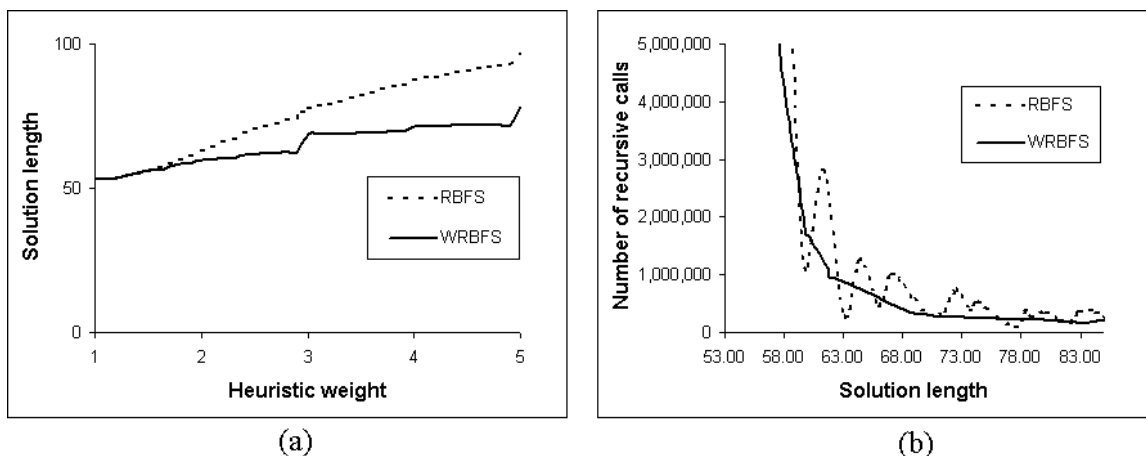 100
50
0
1 2 3 4 5
Solution length
Heuristic weight
RBFS
WRBFS
(a)
5,000,000
4,000,000
3,000,000
2,000,000
1,000,000
0
53.00 58.00 63.00 68.00 73.00 78.00 83.00
Number of recursive calls
Solution length
RBFS
WRBFS
(b)